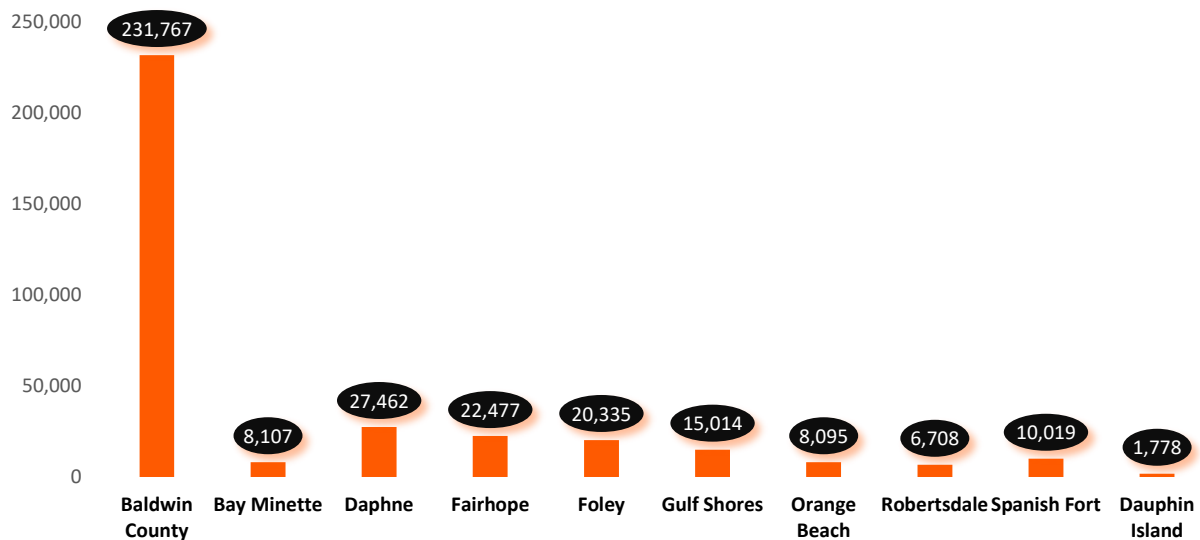 250,000
200,000
150,000
100,000
50,000
0
231,767
8,107
27,462
22,477
20,335
15,014
8,095
6,708
10,019
1,778
Baldwin County
Bay Minette
Daphne
Fairhope
Foley
Gulf Shores
Orange Beach
Robertsdale
Spanish Fort
Dauphin Island